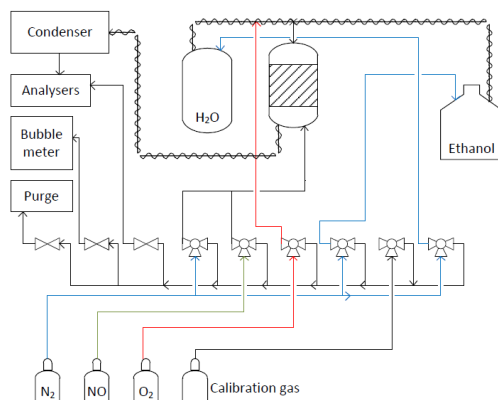 Condenser
Analysers
Bubble
meter
Purge
H₂O
Ethanol
N₂
NO
O₂
Calibration gas